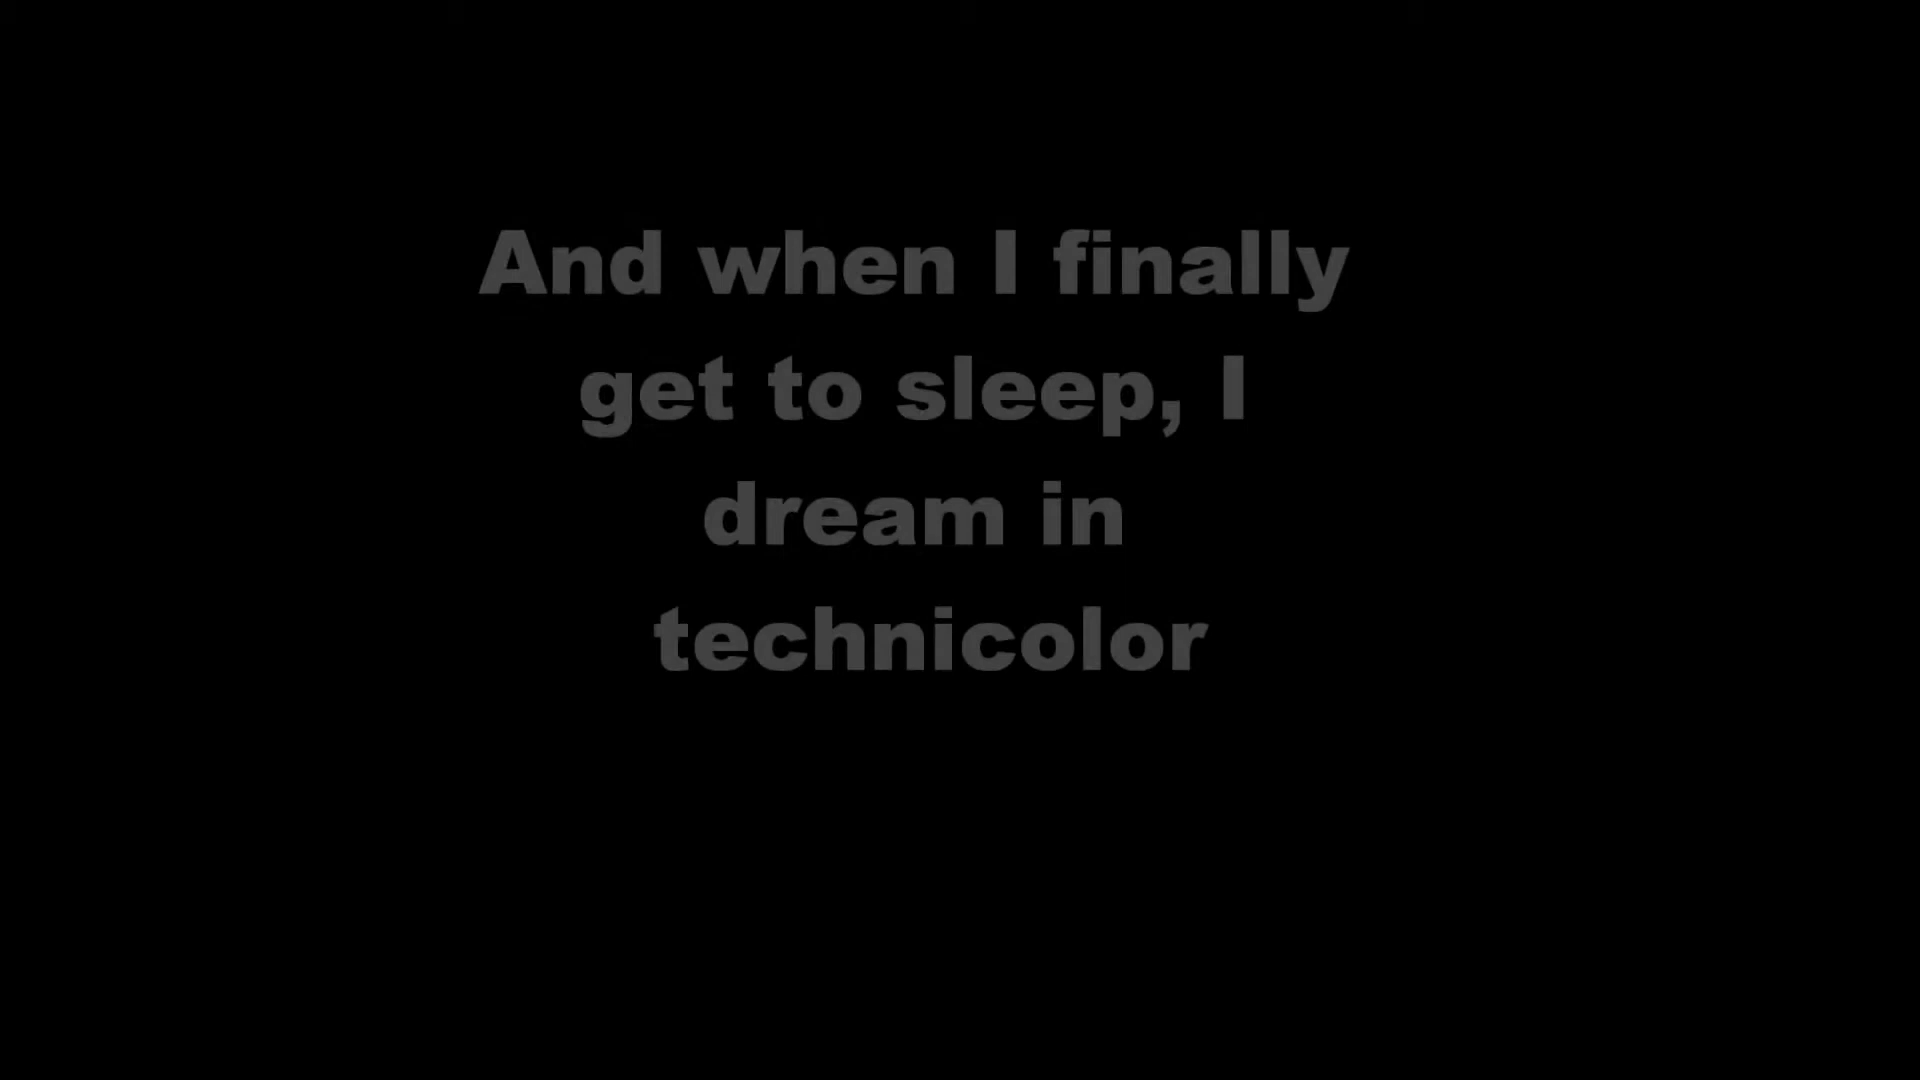 And when I finally
get to sleep, I
dream in
technicolor